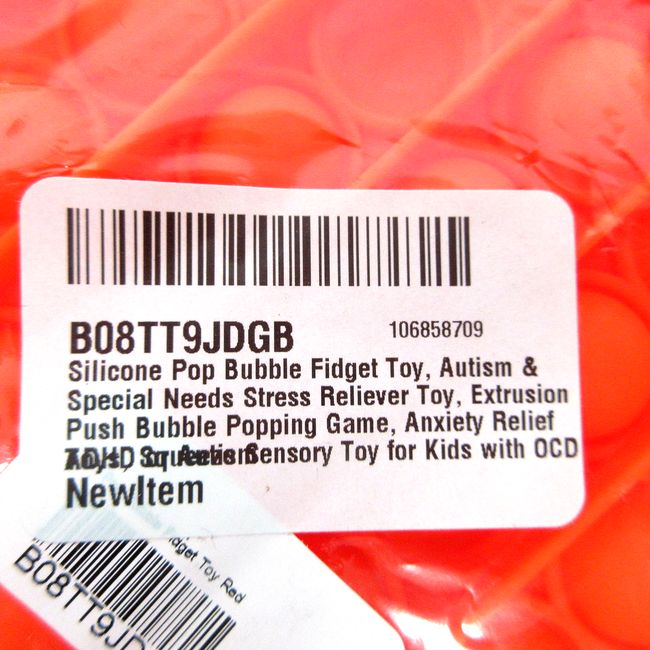 B08TT9JDGB
106858709
Silicone Pop Bubble Fidget Toy, Autism &
Special Needs Stress Reliever Toy, Extrusion
Push Bubble Popping Game, Anxiety Relief
Sensory Toy for Kids with OCD
NewItem
Fidget Toy Red
B08TT9JD